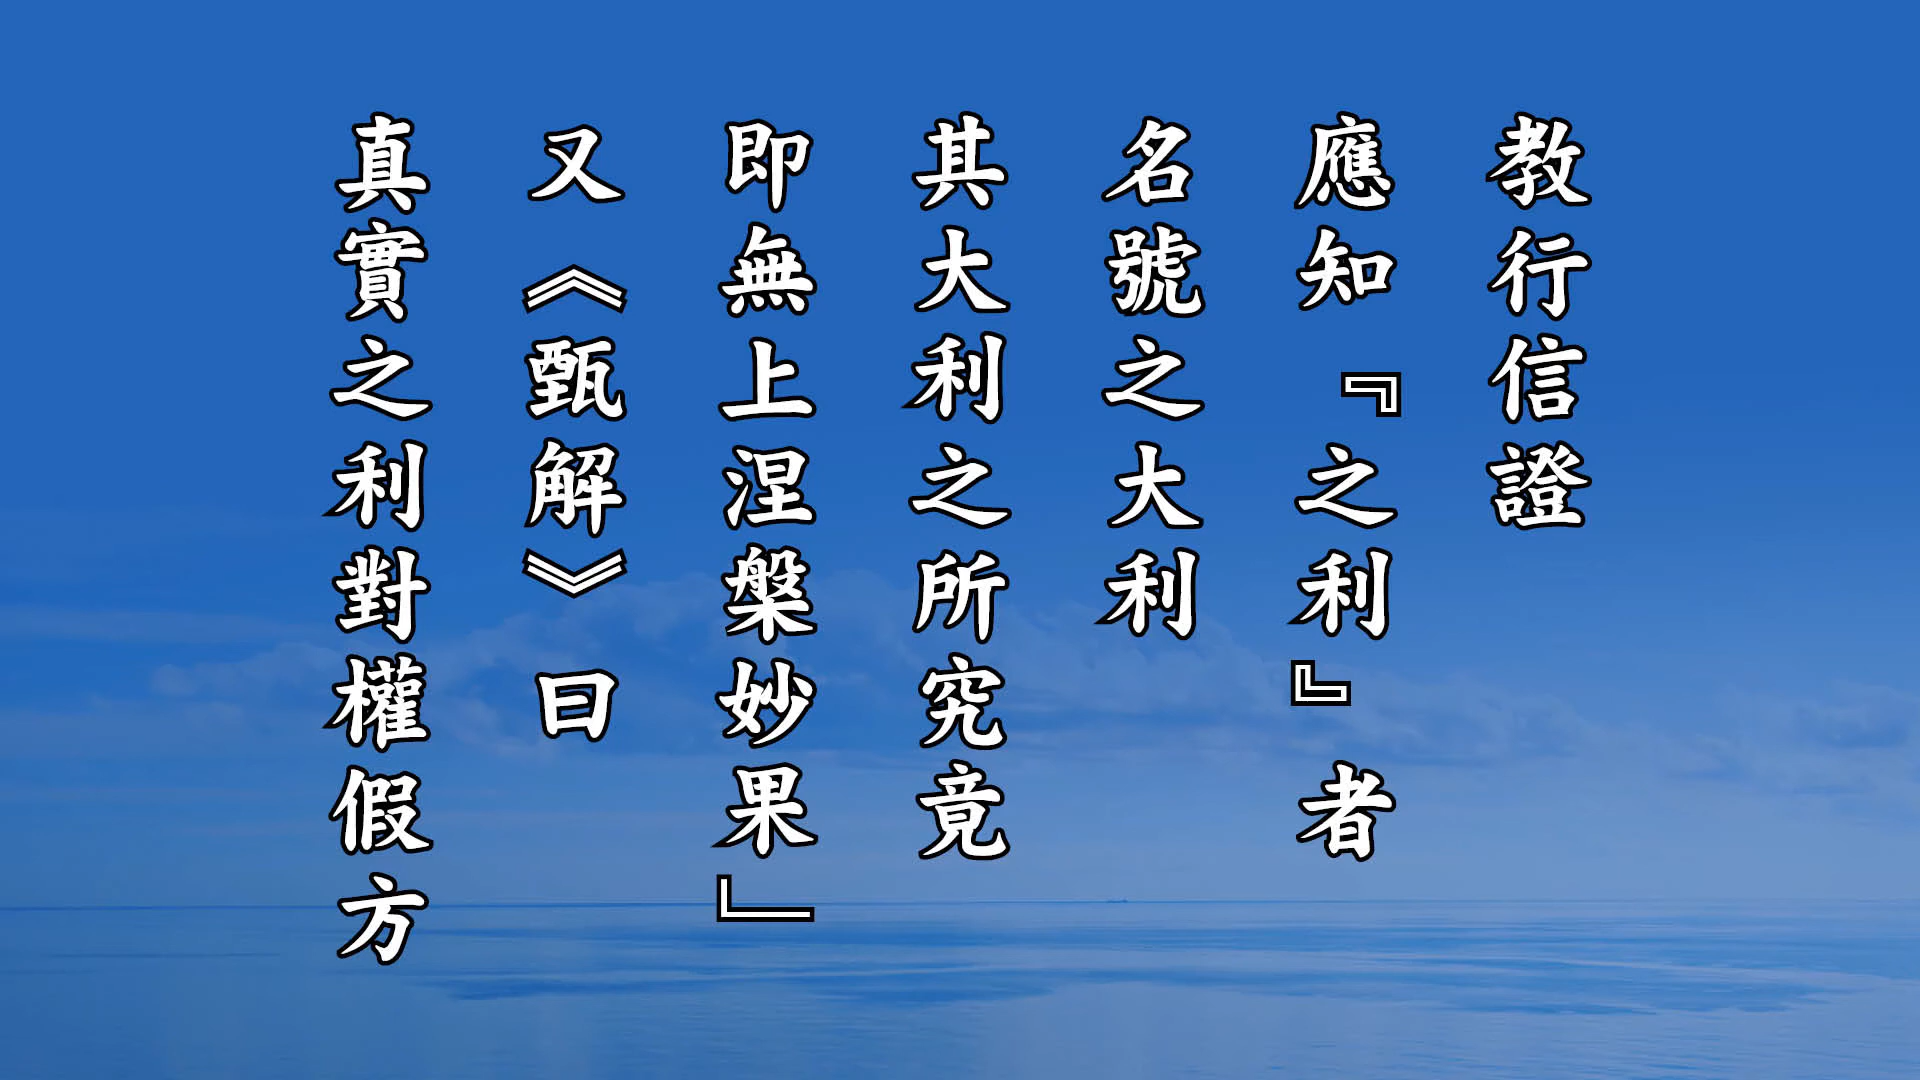 教行信證
應知『之利』者
名號之大利
其大利之所究竟
即無上涅槃妙果」
又《甄解》曰
真實之利對權假方